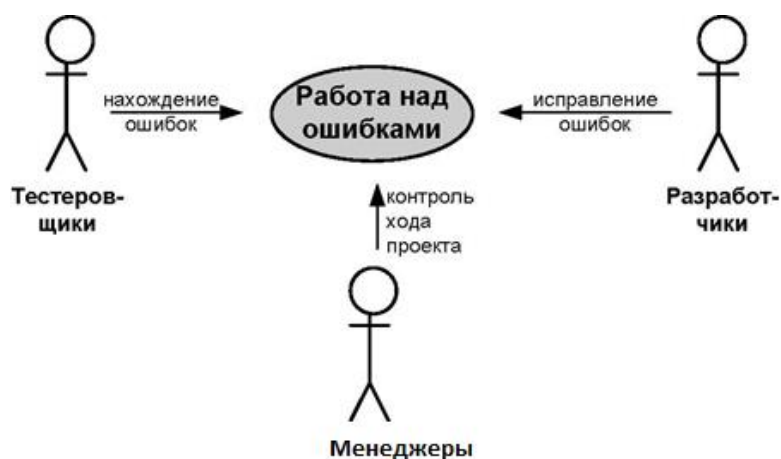 нахождение
ошибок
Работа над
ошибками
исправление
ошибок
Тестеров-
щики
контроль
хода
проекта
Разработ-
чики
Менеджеры